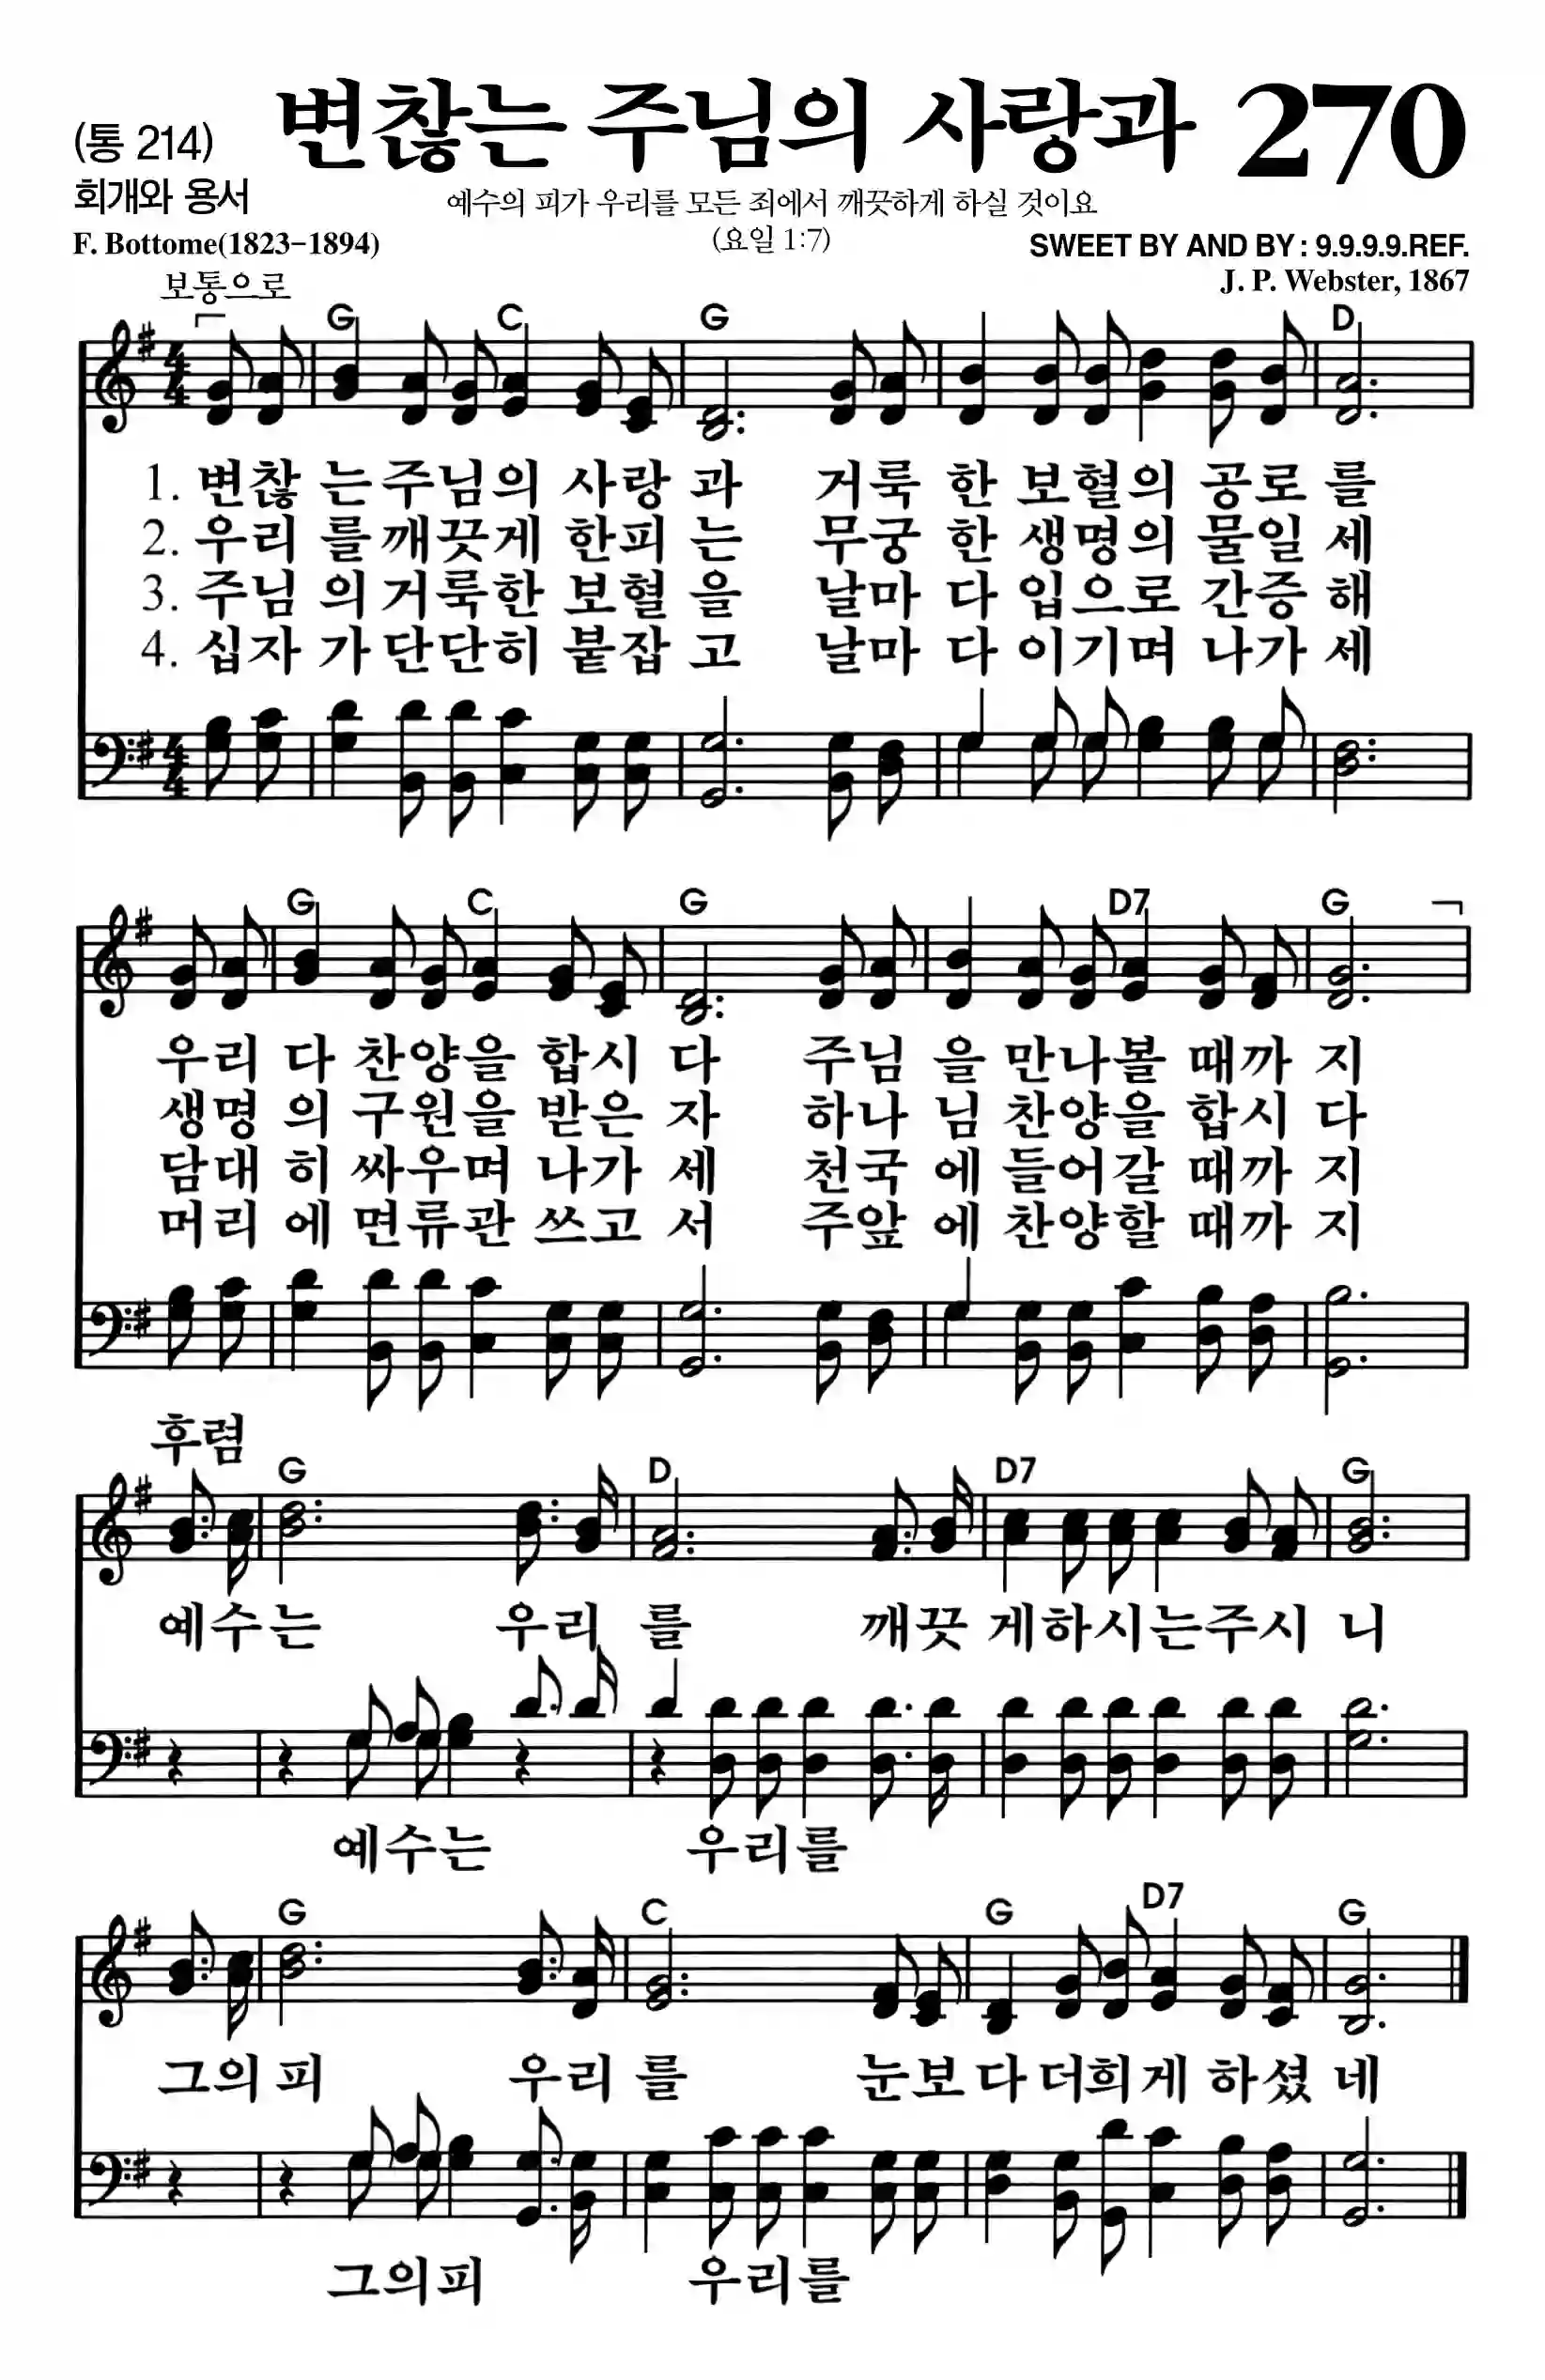 변찮는 주님의 사랑과 270
(통 214)
회개와 용서
예수의 피가 우리를 모든 죄에서 깨끗하게 하실 것이요
(요일 1:7)
F. Bottome(1823-1894)
SWEET BY AND BY : 9.9.9.9.REF.
J. P. Webster, 1867
보통으로
G C G D
1. 변찮 는주님의 사랑 과 거룩 한 보혈의 공로 를
2. 우리 를깨끗게 한피 는 무궁 한 생명의 물일 세
3. 주님 의거룩한 보혈 을 날마 다 입으로 간증 해
4. 십자 가단단히 붙잡 고 날마 다 이기며 나가 세
G C G D7 G
우리 다 찬양을 합시 다 주님 을 만나볼 때까 지
생명 의 구원을 받은 자 하나 님 찬양을 합시 다
담대 히 싸우며 나가 세 천국 에 들어갈 때까 지
머리 에 면류관 쓰고 서 주앞 에 찬양할 때까 지
후렴
G D D7 G
예수는 우리 를 깨끗 게하시는주시 니
예수는 우리를
G C G D7 G
그의 피 우리 를 눈보 다 더희게 하셨 네
그의피 우리를